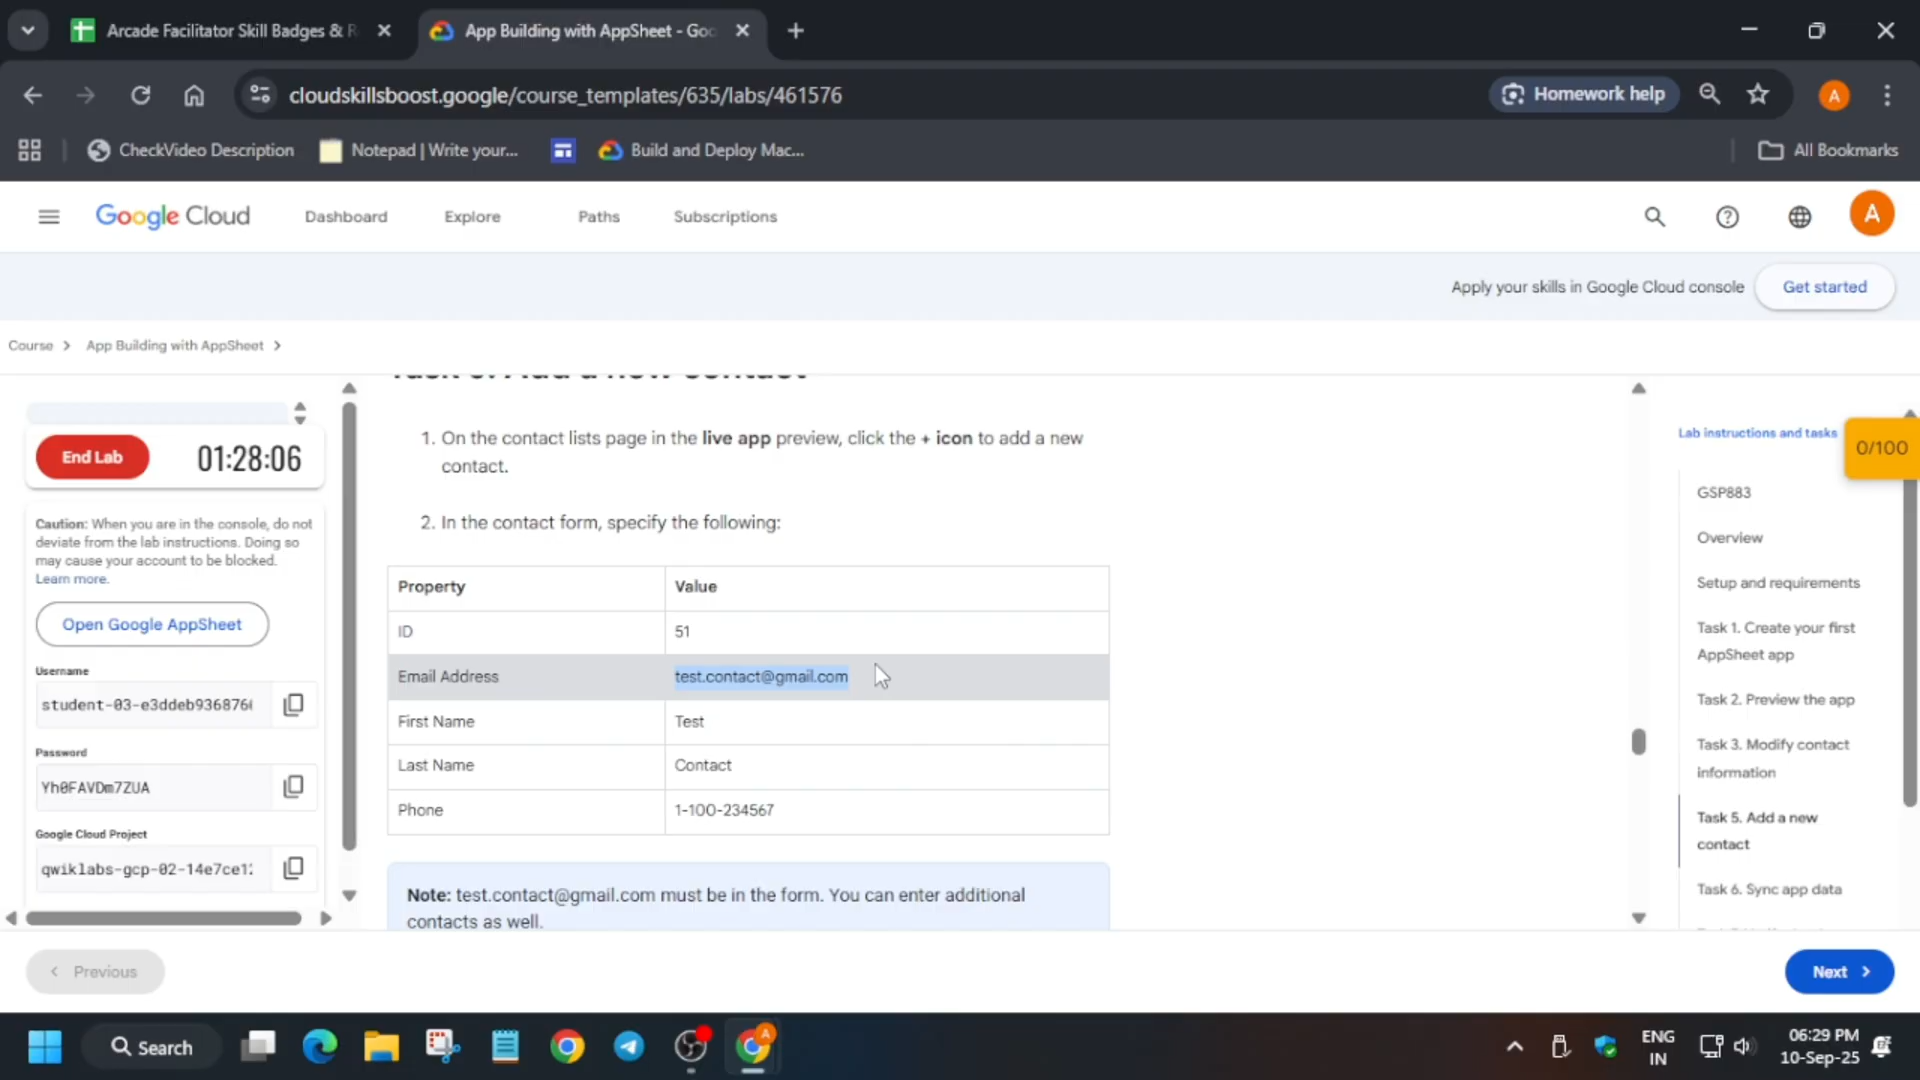 Arcade Facilitator Skill Badges & R
App Building with AppSheet - Goo
cloudskillsboost.google/course_templates/635/labs/461576
Homework help
A
CheckVideo Description
Notepad | Write your...
Build and Deploy Mac...
All Bookmarks
Google Cloud
Dashboard
Explore
Paths
Subscriptions
A
Apply your skills in Google Cloud console
Get started
Course
App Building with AppSheet
End Lab
01:28:06
Caution: When you are in the console, do not
deviate from the lab instructions. Doing so
may cause your account to be blocked.
Learn more.
Open Google AppSheet
Username
student-03-e3ddeb936876
Password
Yh0FAVDm7ZUA
Google Cloud Project
qwiklabs-gcp-02-14e7ce1
1. On the contact lists page in the live app preview, click the + icon to add a new
contact.
2. In the contact form, specify the following:
Property Value
ID 51
Email Address test.contact@gmail.com
First Name Test
Last Name Contact
Phone 1-100-234567
Note: test.contact@gmail.com must be in the form. You can enter additional
contacts as well.
Lab instructions and tasks
0/100
GSP883
Overview
Setup and requirements
Task 1. Create your first
AppSheet app
Task 2. Preview the app
Task 3. Modify contact
information
Task 5. Add a new
contact
Task 6. Sync app data
Previous
Next
Search
A
ENG
IN
06:29 PM
10-Sep-25